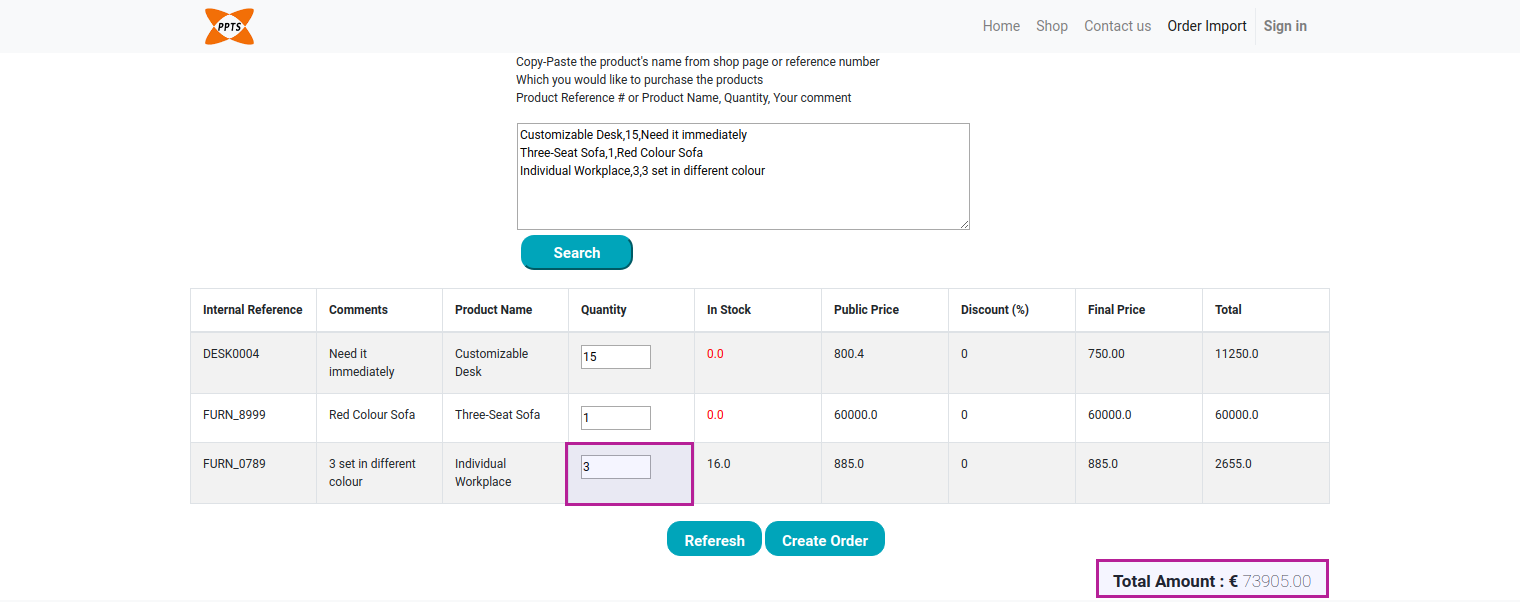 PPTS
Home Shop Contact us Order Import Sign in
Copy-Paste the product's name from shop page or reference number
Which you would like to purchase the products
Product Reference # or Product Name, Quantity, Your comment
Customizable Desk,15,Need it immediately
Three-Seat Sofa,1,Red Colour Sofa
Individual Workplace,3,3 set in different colour
Search
Internal Reference Comments Product Name Quantity In Stock Public Price Discount (%) Final Price Total
DESK0004 Need it Customizable 15 0.0 800.4 0 750.00 11250.0
immediately Desk
FURN_8999 Red Colour Sofa Three-Seat Sofa 1 0.0 60000.0 0 60000.0 60000.0
FURN_0789 3 set in different Individual 3 16.0 885.0 0 885.0 2655.0
colour Workplace
Referesh Create Order
Total Amount : € 73905.00